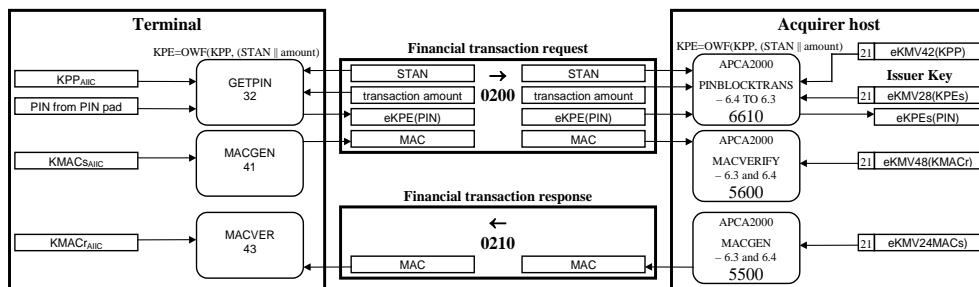 Terminal
KPE=OWF(KPP, (STAN || amount)
KPPAIIC
PIN from PIN pad
GETPIN
32
KMACsAIIC
MACGEN
41
KMACrAIIC
MACVER
43
Financial transaction request
STAN
transaction amount
eKPE(PIN)
MAC
→
0200
STAN
transaction amount
eKPE(PIN)
MAC
Financial transaction response
←
0210
MAC
MAC
Acquirer host
KPE=OWF(KPP, (STAN || amount)
APCA2000
PINBLOCKTRANS
– 6.4 TO 6.3
6610
21 eKMV42(KPP)
Issuer Key
21 eKMV28(KPEs)
eKPEs(PIN)
APCA2000
MACVERIFY
– 6.3 and 6.4
5600
21 eKMV48(KMACr)
APCA2000
MACGEN
– 6.3 and 6.4
5500
21 eKMV24MACs)